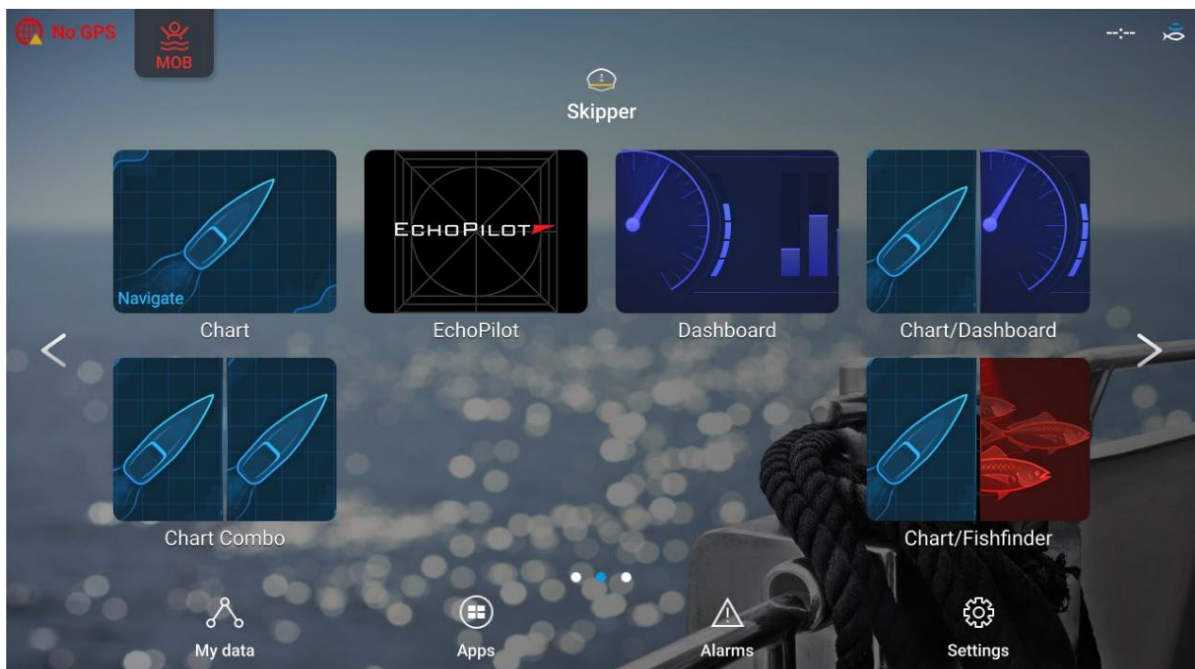 No GPS
MOB
--:--
Skipper
Navigate
ECHOPILOT
Chart
EchoPilot
Dashboard
Chart/Dashboard
Chart Combo
Chart/Fishfinder
My data
Apps
Alarms
Settings